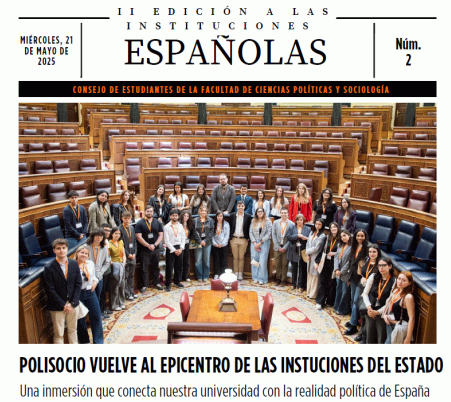 II EDICIÓN A LAS
INSTITUCIONES
ESPAÑOLAS
MIÉRCOLES, 21
DE MAYO DE
2025
Núm.
2
CONSEJO DE ESTUDIANTES DE LA FACULTAD DE CIENCIAS POLÍTICAS Y SOCIOLOGÍA
POLISOCIO VUELVE AL EPICENTRO DE LAS INSTUCIONES DEL ESTADO
Una inmersión que conecta nuestra universidad con la realidad política de España